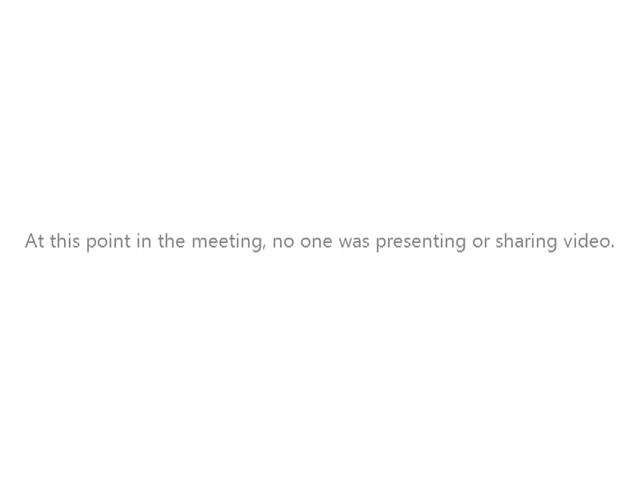 At this point in the meeting, no one was presenting or sharing video.